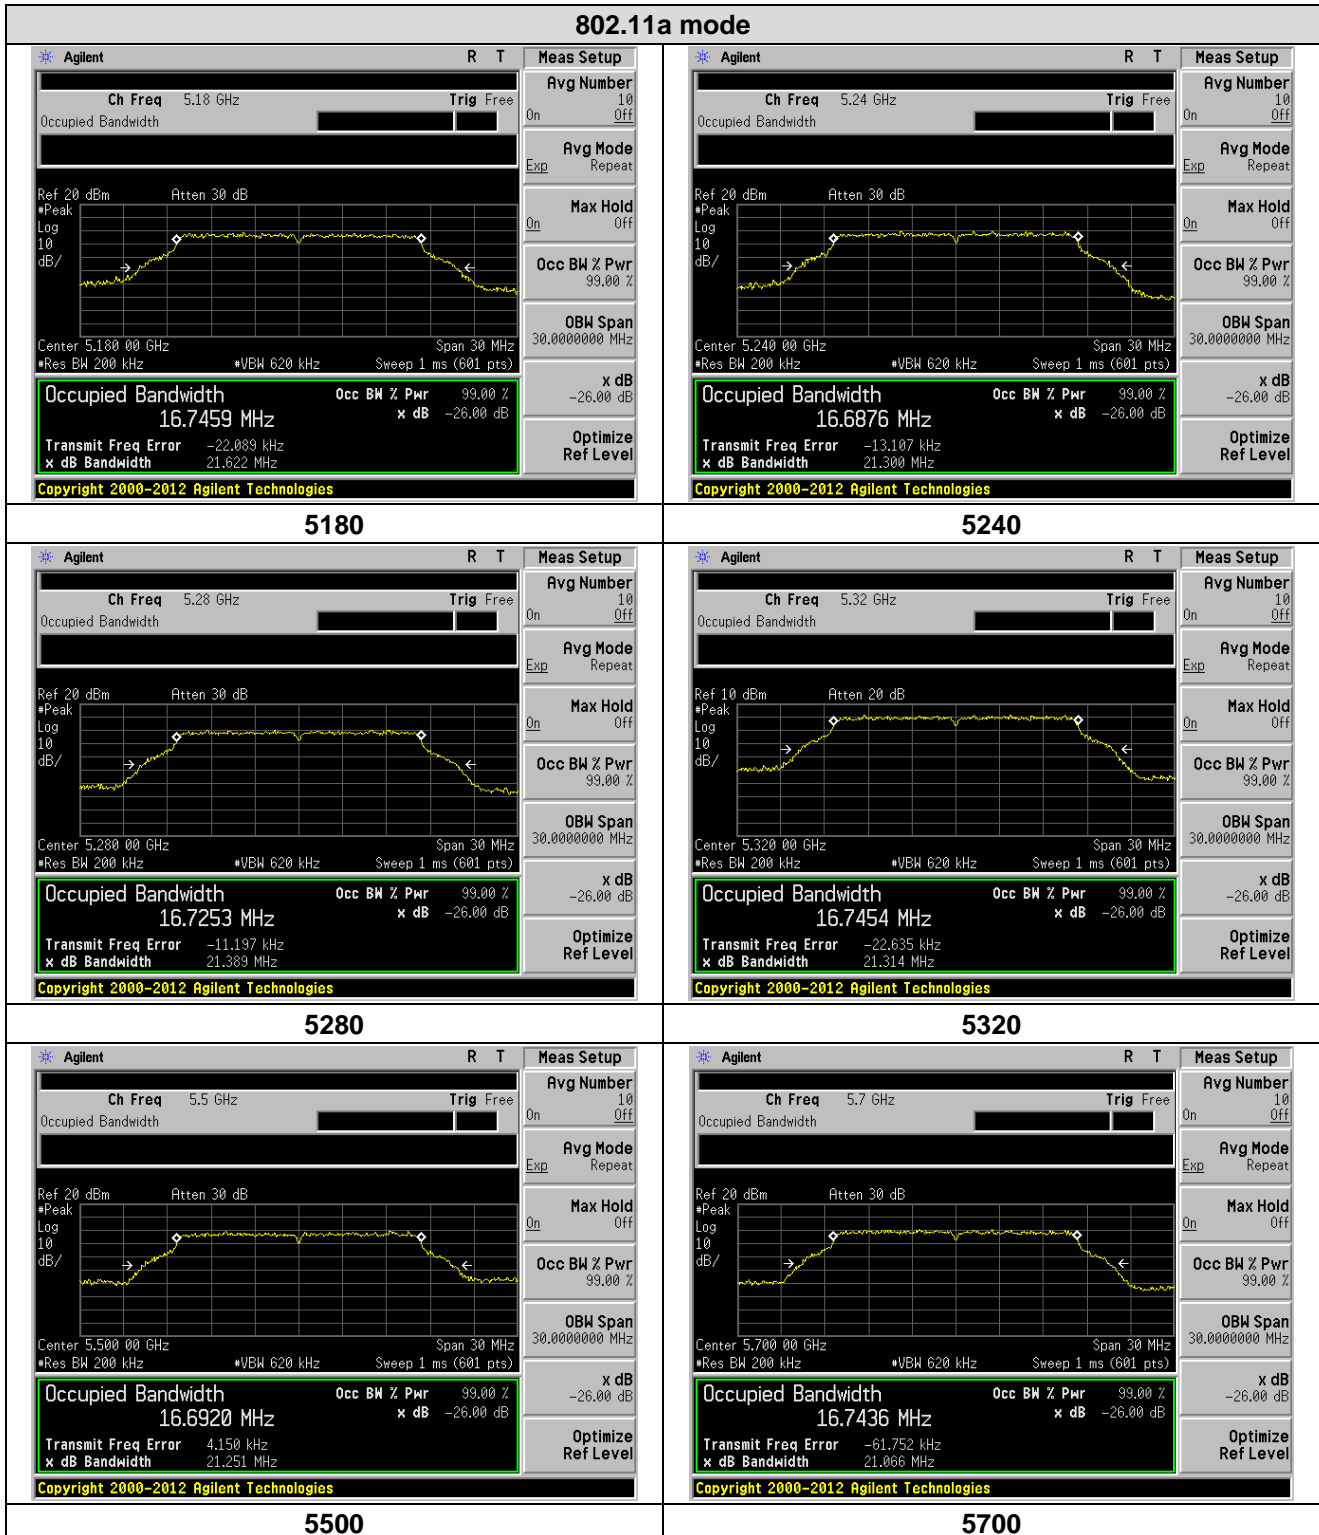 802.11a mode
Agilent R T Meas Setup
Avg Number
10
On Off
Ch Freq 5.18 GHz Trig Free
Occupied Bandwidth
Avg Mode
Exp Repeat
Ref 20 dBm Atten 30 dB
#Peak
Log
10
dB/
Max Hold
On Off
Occ BW % Pwr
99.00 %
OBW Span
30.0000000 MHz
Center 5.180 00 GHz Span 30 MHz
#Res BW 200 kHz #VBW 620 kHz Sweep 1 ms (601 pts)
x dB
-26.00 dB
Optimize
Ref Level
Occupied Bandwidth Occ BW % Pwr 99.00 %
16.7459 MHz x dB -26.00 dB
Transmit Freq Error -22.089 kHz
x dB Bandwidth 21.622 MHz
Copyright 2000-2012 Agilent Technologies
5180
Agilent R T Meas Setup
Avg Number
10
On Off
Ch Freq 5.24 GHz Trig Free
Occupied Bandwidth
Avg Mode
Exp Repeat
Ref 20 dBm Atten 30 dB
#Peak
Log
10
dB/
Max Hold
On Off
Occ BW % Pwr
99.00 %
OBW Span
30.0000000 MHz
Center 5.240 00 GHz Span 30 MHz
#Res BW 200 kHz #VBW 620 kHz Sweep 1 ms (601 pts)
x dB
-26.00 dB
Optimize
Ref Level
Occupied Bandwidth Occ BW % Pwr 99.00 %
16.6876 MHz x dB -26.00 dB
Transmit Freq Error -13.107 kHz
x dB Bandwidth 21.300 MHz
Copyright 2000-2012 Agilent Technologies
5240
Agilent R T Meas Setup
Avg Number
10
On Off
Ch Freq 5.28 GHz Trig Free
Occupied Bandwidth
Avg Mode
Exp Repeat
Ref 20 dBm Atten 30 dB
#Peak
Log
10
dB/
Max Hold
On Off
Occ BW % Pwr
99.00 %
OBW Span
30.0000000 MHz
Center 5.280 00 GHz Span 30 MHz
#Res BW 200 kHz #VBW 620 kHz Sweep 1 ms (601 pts)
x dB
-26.00 dB
Optimize
Ref Level
Occupied Bandwidth Occ BW % Pwr 99.00 %
16.7253 MHz x dB -26.00 dB
Transmit Freq Error -11.197 kHz
x dB Bandwidth 21.389 MHz
Copyright 2000-2012 Agilent Technologies
5280
Agilent R T Meas Setup
Avg Number
10
On Off
Ch Freq 5.32 GHz Trig Free
Occupied Bandwidth
Avg Mode
Exp Repeat
Ref 10 dBm Atten 20 dB
#Peak
Log
10
dB/
Max Hold
On Off
Occ BW % Pwr
99.00 %
OBW Span
30.0000000 MHz
Center 5.320 00 GHz Span 30 MHz
#Res BW 200 kHz #VBW 620 kHz Sweep 1 ms (601 pts)
x dB
-26.00 dB
Optimize
Ref Level
Occupied Bandwidth Occ BW % Pwr 99.00 %
16.7454 MHz x dB -26.00 dB
Transmit Freq Error -22.635 kHz
x dB Bandwidth 21.314 MHz
Copyright 2000-2012 Agilent Technologies
5320
Agilent R T Meas Setup
Avg Number
10
On Off
Ch Freq 5.5 GHz Trig Free
Occupied Bandwidth
Avg Mode
Exp Repeat
Ref 20 dBm Atten 30 dB
#Peak
Log
10
dB/
Max Hold
On Off
Occ BW % Pwr
99.00 %
OBW Span
30.0000000 MHz
Center 5.500 00 GHz Span 30 MHz
#Res BW 200 kHz #VBW 620 kHz Sweep 1 ms (601 pts)
x dB
-26.00 dB
Optimize
Ref Level
Occupied Bandwidth Occ BW % Pwr 99.00 %
16.6920 MHz x dB -26.00 dB
Transmit Freq Error 4.150 kHz
x dB Bandwidth 21.251 MHz
Copyright 2000-2012 Agilent Technologies
5500
Agilent R T Meas Setup
Avg Number
10
On Off
Ch Freq 5.7 GHz Trig Free
Occupied Bandwidth
Avg Mode
Exp Repeat
Ref 20 dBm Atten 30 dB
#Peak
Log
10
dB/
Max Hold
On Off
Occ BW % Pwr
99.00 %
OBW Span
30.0000000 MHz
Center 5.700 00 GHz Span 30 MHz
#Res BW 200 kHz #VBW 620 kHz Sweep 1 ms (601 pts)
x dB
-26.00 dB
Optimize
Ref Level
Occupied Bandwidth Occ BW % Pwr 99.00 %
16.7436 MHz x dB -26.00 dB
Transmit Freq Error -61.752 kHz
x dB Bandwidth 21.066 MHz
Copyright 2000-2012 Agilent Technologies
5700